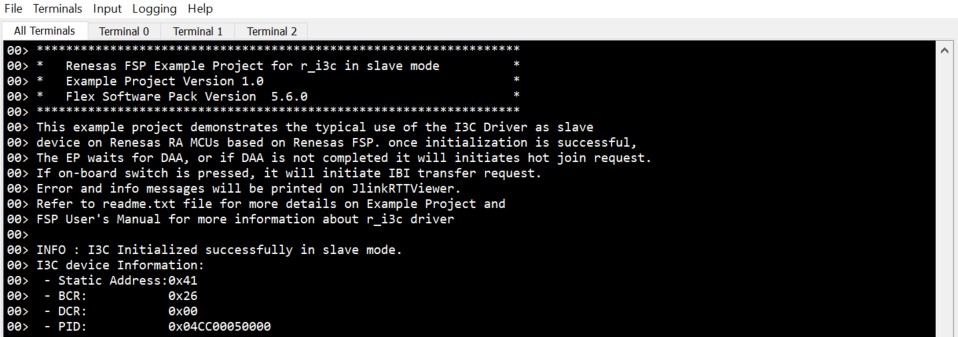 File Terminals Input Logging Help
All Terminals Terminal 0 Terminal 1 Terminal 2
00> ******************************************************************
00> *   Renesas FSP Example Project for r_i3c in slave mode          *
00> *   Example Project Version 1.0                                  *
00> *   Flex Software Pack Version  5.6.0                            *
00> ******************************************************************
00> This example project demonstrates the typical use of the I3C Driver as slave
00> device on Renesas RA MCUs based on Renesas FSP. once initialization is successful,
00> The EP waits for DAA, or if DAA is not completed it will initiates hot join request.
00> If on-board switch is pressed, it will initiate IBI transfer request.
00> Error and info messages will be printed on JlinkRTTViewer.
00> Refer to readme.txt file for more details on Example Project and
00> FSP User's Manual for more information about r_i3c driver
00>
00> INFO : I3C Initialized successfully in slave mode.
00> I3C device Information:
00>  - Static Address:0x41
00>  - BCR:           0x26
00>  - DCR:           0x00
00>  - PID:           0x04CC00050000